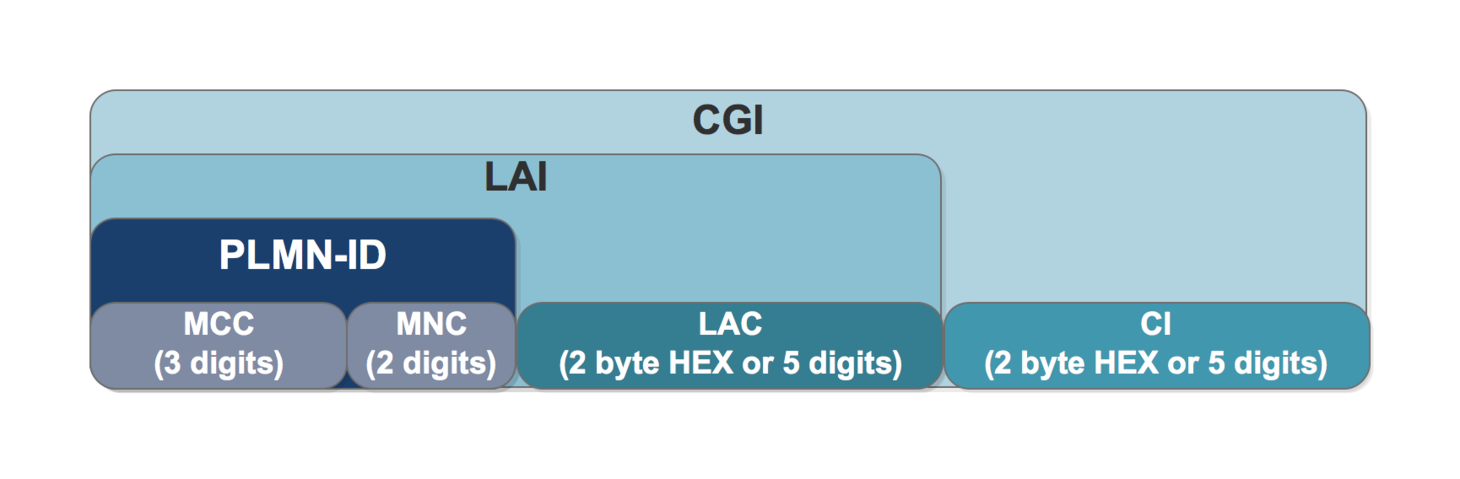 CGI
LAI
PLMN-ID
MCC
(3 digits)
MNC
(2 digits)
LAC
(2 byte HEX or 5 digits)
CI
(2 byte HEX or 5 digits)